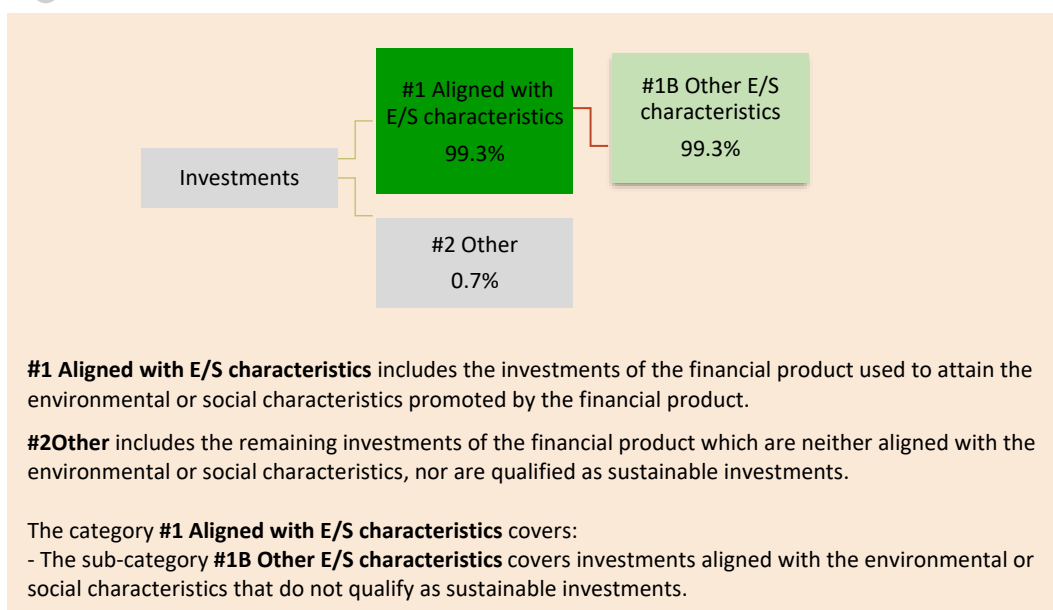 #1 Aligned with
E/S characteristics
99.3%
#1B Other E/S
characteristics
99.3%
Investments
#2 Other
0.7%
#1 Aligned with E/S characteristics includes the investments of the financial product used to attain the
environmental or social characteristics promoted by the financial product.
#2Other includes the remaining investments of the financial product which are neither aligned with the
environmental or social characteristics, nor are qualified as sustainable investments.
The category #1 Aligned with E/S characteristics covers:
- The sub-category #1B Other E/S characteristics covers investments aligned with the environmental or
social characteristics that do not qualify as sustainable investments.